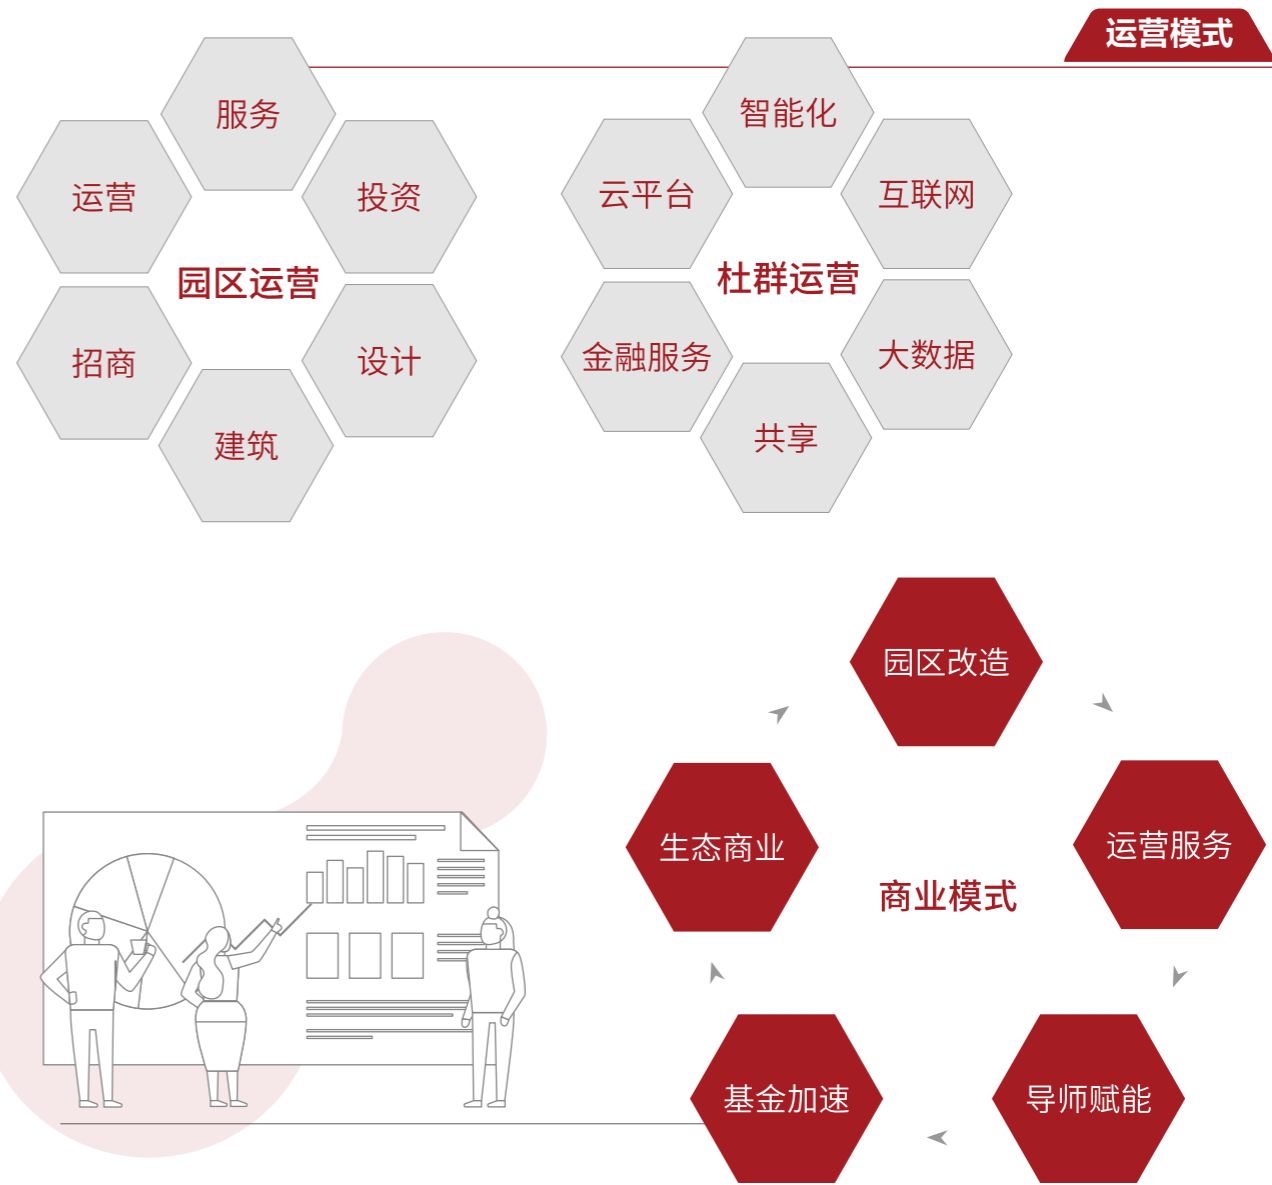 运营模式
服务
运营
投资
园区运营
招商
设计
建筑
智能化
云平台
互联网
杜群运营
金融服务
大数据
共享
园区改造
生态商业
运营服务
商业模式
基金加速
导师赋能